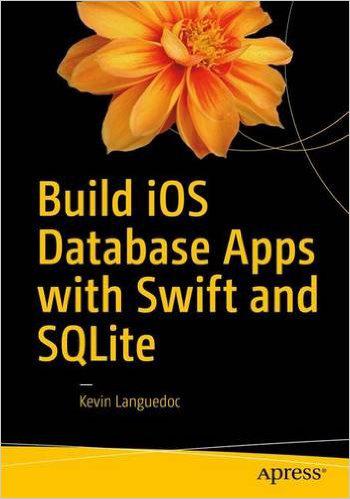 Build iOS
Database Apps
with Swift and
SQLite
Kevin Languedoc
Apress®